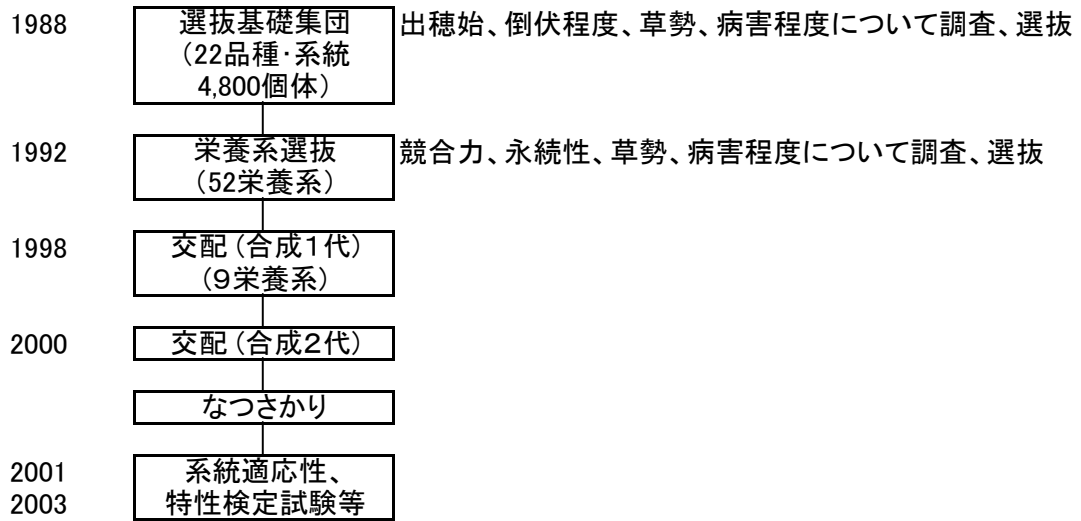 1988 選抜基礎集団 出穂始、倒伏程度、草勢、病害程度について調査、選抜
(22品種・系統
4,800個体)
1992 栄養系選抜 競合力、永続性、草勢、病害程度について調査、選抜
(52栄養系)
1998 交配(合成1代)
(9栄養系)
2000 交配(合成2代)
なつさかり
2001 系統適応性、
2003 特性検定試験等